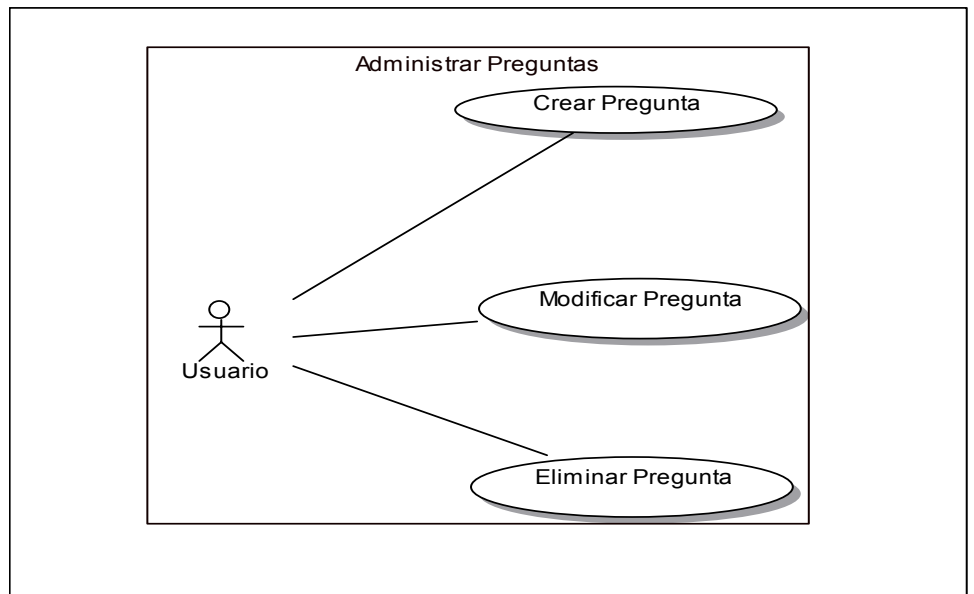 Administrar Preguntas
Crear Pregunta
Modificar Pregunta
Usuario
Eliminar Pregunta